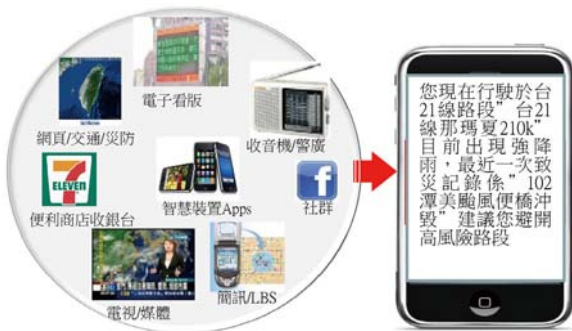 電子看版
網頁/交通/災防
收音機/警廣
ELEVEN
便利商店收銀台
智慧裝置Apps
f
社群
電視/媒體
簡訊/LBS
您現在行駛於台
21線路段”台21
線那瑪夏210k”
目前出現強降
雨，最近一次致
災記錄係”102
潭美颱風便橋沖
毀”建議您避開
高風險路段